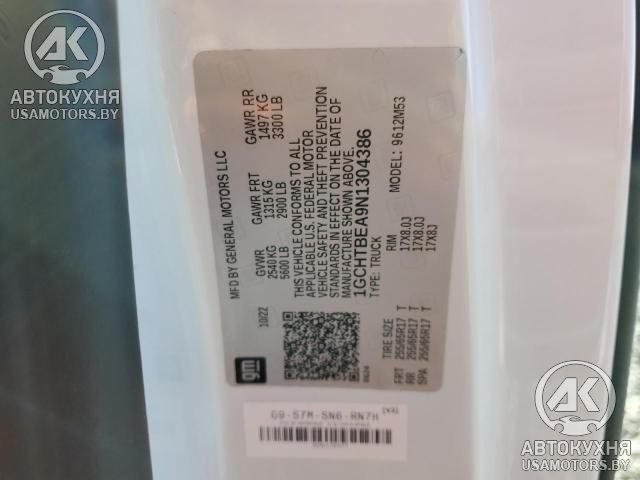 АВТОКУХНЯ
USAMOTORS.BY
MFD BY GENERAL MOTORS LLC
10/22
GVWR
2540 KG
5600 LB
GAWR FRT
1315 KG
2900 LB
GAWR RR
1497 KG
3300 LB
THIS VEHICLE CONFORMS TO ALL
APPLICABLE U.S. FEDERAL MOTOR
VEHICLE SAFETY AND THEFT PREVENTION
STANDARDS IN EFFECT ON THE DATE OF
MANUFACTURE SHOWN ABOVE.
1GCHTBEA9N1304386
TYPE: TRUCK
MODEL: 9612M53
TIRE SIZE RIM
FRT 255/65R17 T 17X8.0J
RR 255/65R17 T 17X8.0J
SPA 255/65R17 T 17X8J
gm
G9-S7M-SN6-RN7H
АВТОКУХНЯ
USAMOTORS.BY